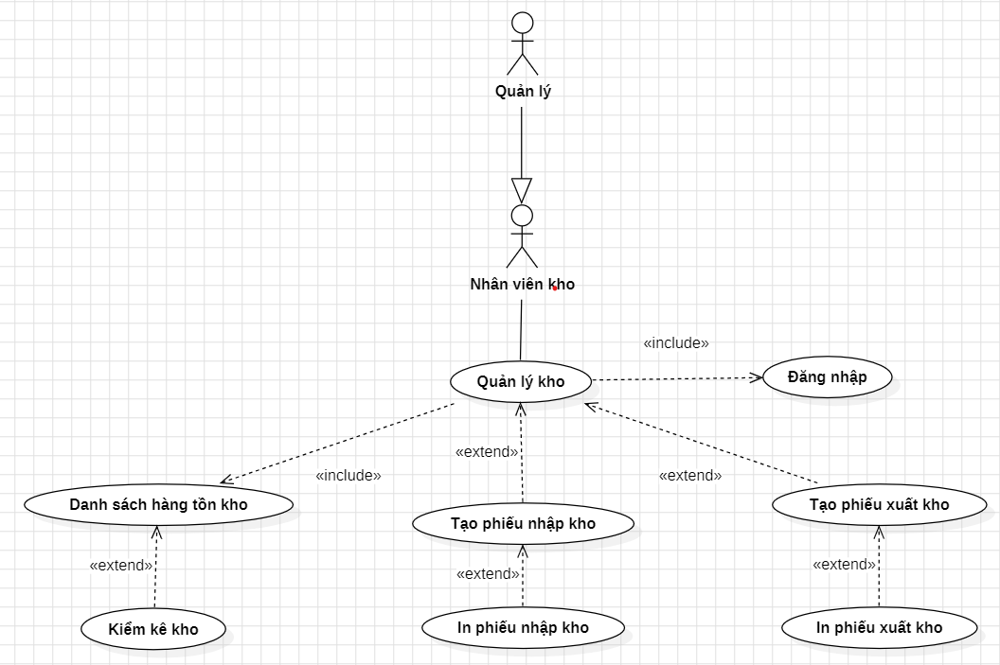 Quản lý
Nhân viên kho
«include»
Quản lý kho
Đăng nhập
«extend»
«include»
«extend»
Danh sách hàng tồn kho
Tạo phiếu nhập kho
Tạo phiếu xuất kho
«extend»
«extend»
«extend»
Kiểm kê kho
In phiếu nhập kho
In phiếu xuất kho